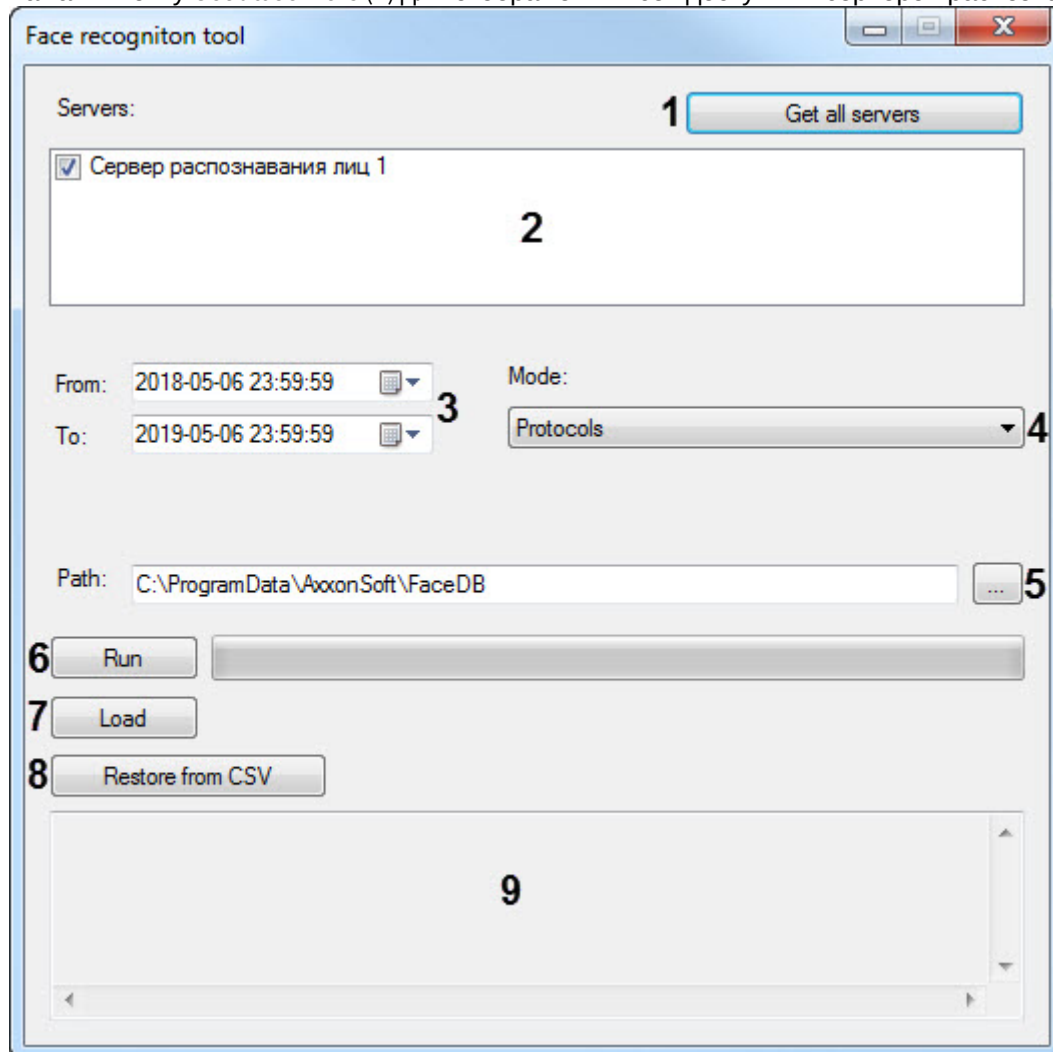 Face recogniton tool
Servers:
1
Get all servers
Сервер распознавания лиц 1
2
From: 2018-05-06 23:59:59
To: 2019-05-06 23:59:59
3
Mode:
Protocols
4
Path: C:\ProgramData\AxxonSoft\FaceDB
...
5
6
Run
7
Load
8
Restore from CSV
9